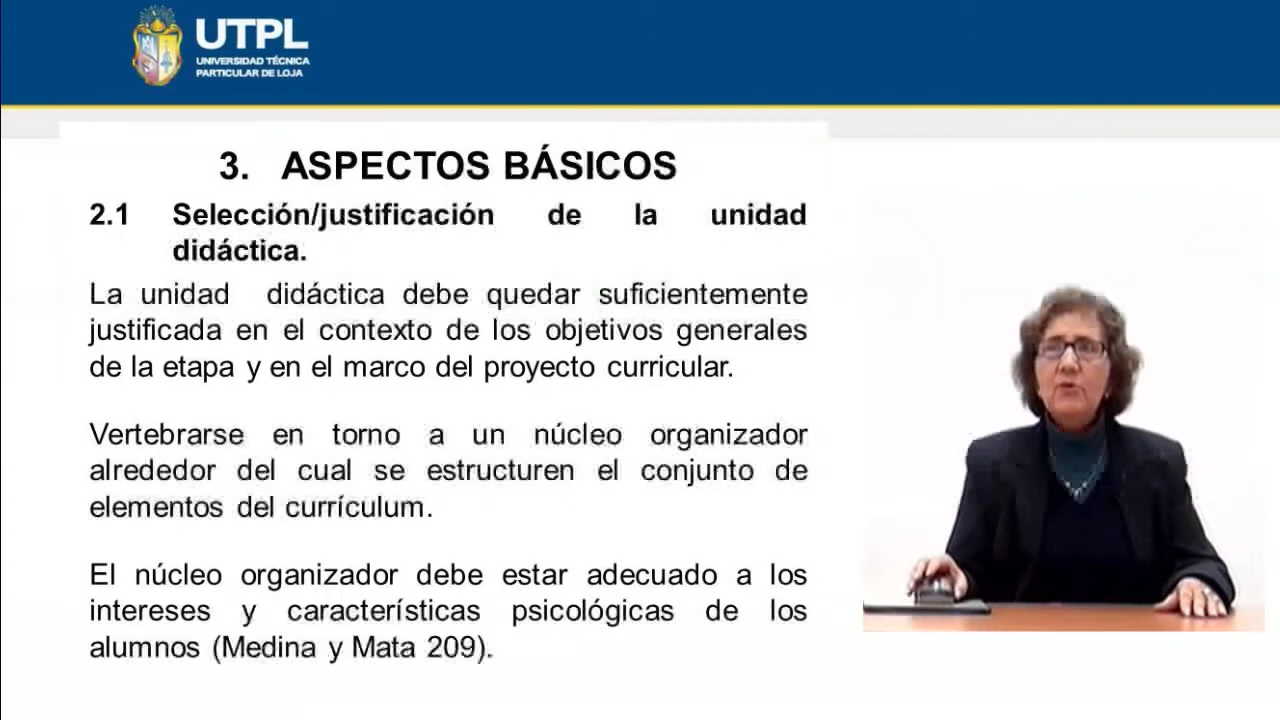 UTPL
UNIVERSIDAD TÉCNICA
PARTICULAR DE LOJA
3. ASPECTOS BÁSICOS
2.1 Selección/justificación de la unidad
didáctica.
La unidad didáctica debe quedar suficientemente
justificada en el contexto de los objetivos generales
de la etapa y en el marco del proyecto curricular.
Vertebrarse en torno a un núcleo organizador
alrededor del cual se estructuren el conjunto de
elementos del currículum.
El núcleo organizador debe estar adecuado a los
intereses y características psicológicas de los
alumnos (Medina y Mata 209).